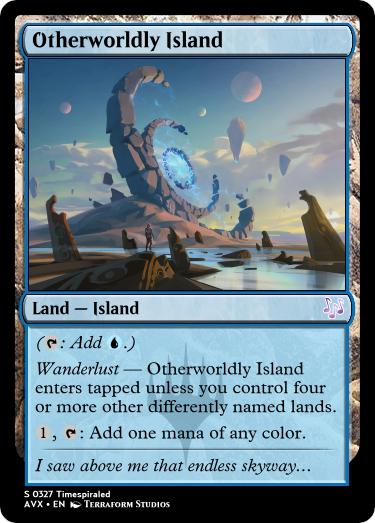 Otherworldly Island
Land — Island
(T: Add .)
Wanderlust — Otherworldly Island
enters tapped unless you control four
or more other differently named lands.
1, T: Add one mana of any color.
I saw above me that endless skyway…
S 0327 Timespiraled
AVX • EN Terraform Studios